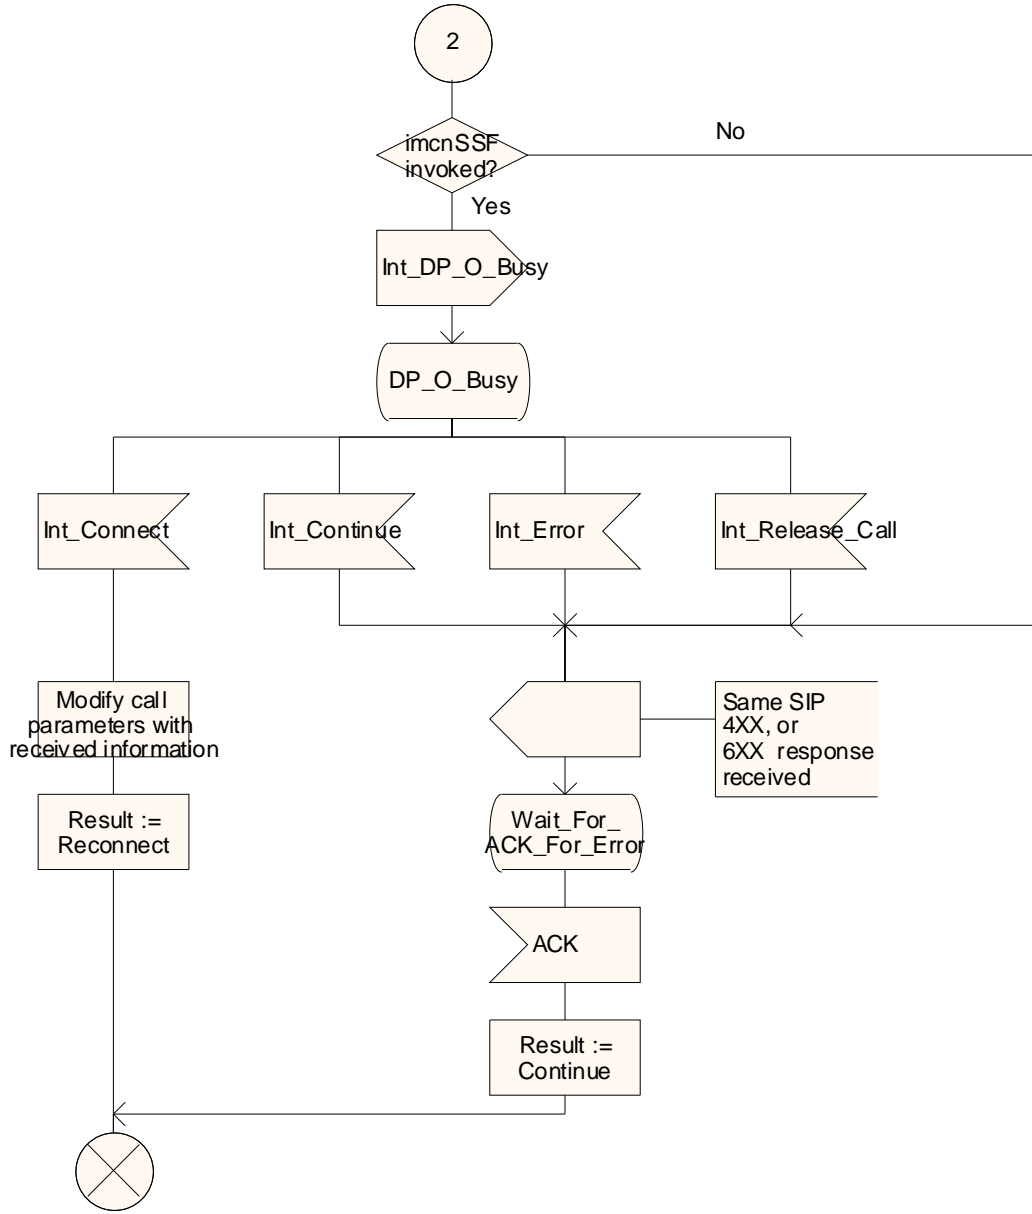 2
No
imcnSSF
invoked?
Yes
Int_DP_O_Busy
DP_O_Busy
Int_Connect
Int_Continue
Int_Error
Int_Release_Call
Modify call
parameters with
received information
Same SIP
4XX, or
6XX  response
received
Result :=
Reconnect
Wait_For_
ACK_For_Error
ACK
Result :=
Continue